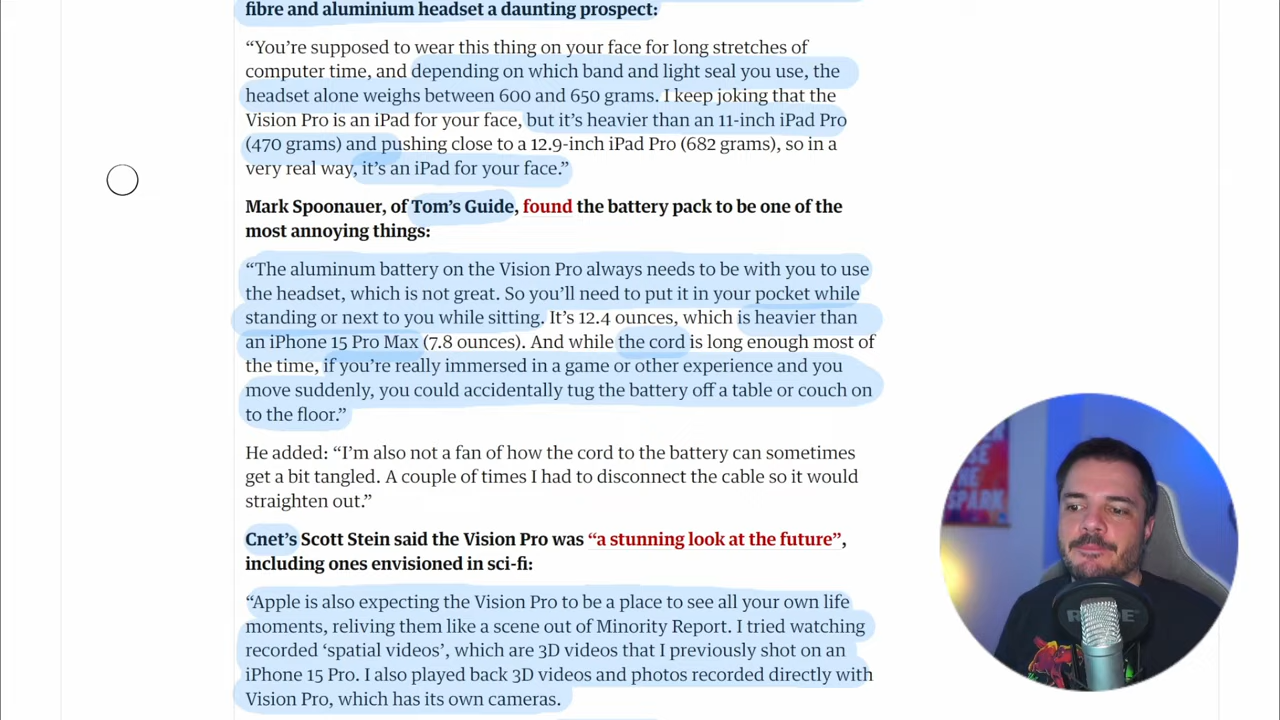 fibre and aluminium headset a daunting prospect:
“You’re supposed to wear this thing on your face for long stretches of
computer time, and depending on which band and light seal you use, the
headset alone weighs between 600 and 650 grams. I keep joking that the
Vision Pro is an iPad for your face, but it’s heavier than an 11-inch iPad Pro
(470 grams) and pushing close to a 12.9-inch iPad Pro (682 grams), so in a
very real way, it’s an iPad for your face.”
Mark Spoonauer, of Tom’s Guide, found the battery pack to be one of the
most annoying things:
“The aluminum battery on the Vision Pro always needs to be with you to use
the headset, which is not great. So you’ll need to put it in your pocket while
standing or next to you while sitting. It’s 12.4 ounces, which is heavier than
an iPhone 15 Pro Max (7.8 ounces). And while the cord is long enough most of
the time, if you’re really immersed in a game or other experience and you
move suddenly, you could accidentally tug the battery off a table or couch on
to the floor.”
He added: “I’m also not a fan of how the cord to the battery can sometimes
get a bit tangled. A couple of times I had to disconnect the cable so it would
straighten out.”
Cnet’s Scott Stein said the Vision Pro was “a stunning look at the future”,
including ones envisioned in sci-fi:
“Apple is also expecting the Vision Pro to be a place to see all your own life
moments, reliving them like a scene out of Minority Report. I tried watching
recorded ‘spatial videos’, which are 3D videos that I previously shot on an
iPhone 15 Pro. I also played back 3D videos and photos recorded directly with
Vision Pro, which has its own cameras.
THE
SPARK